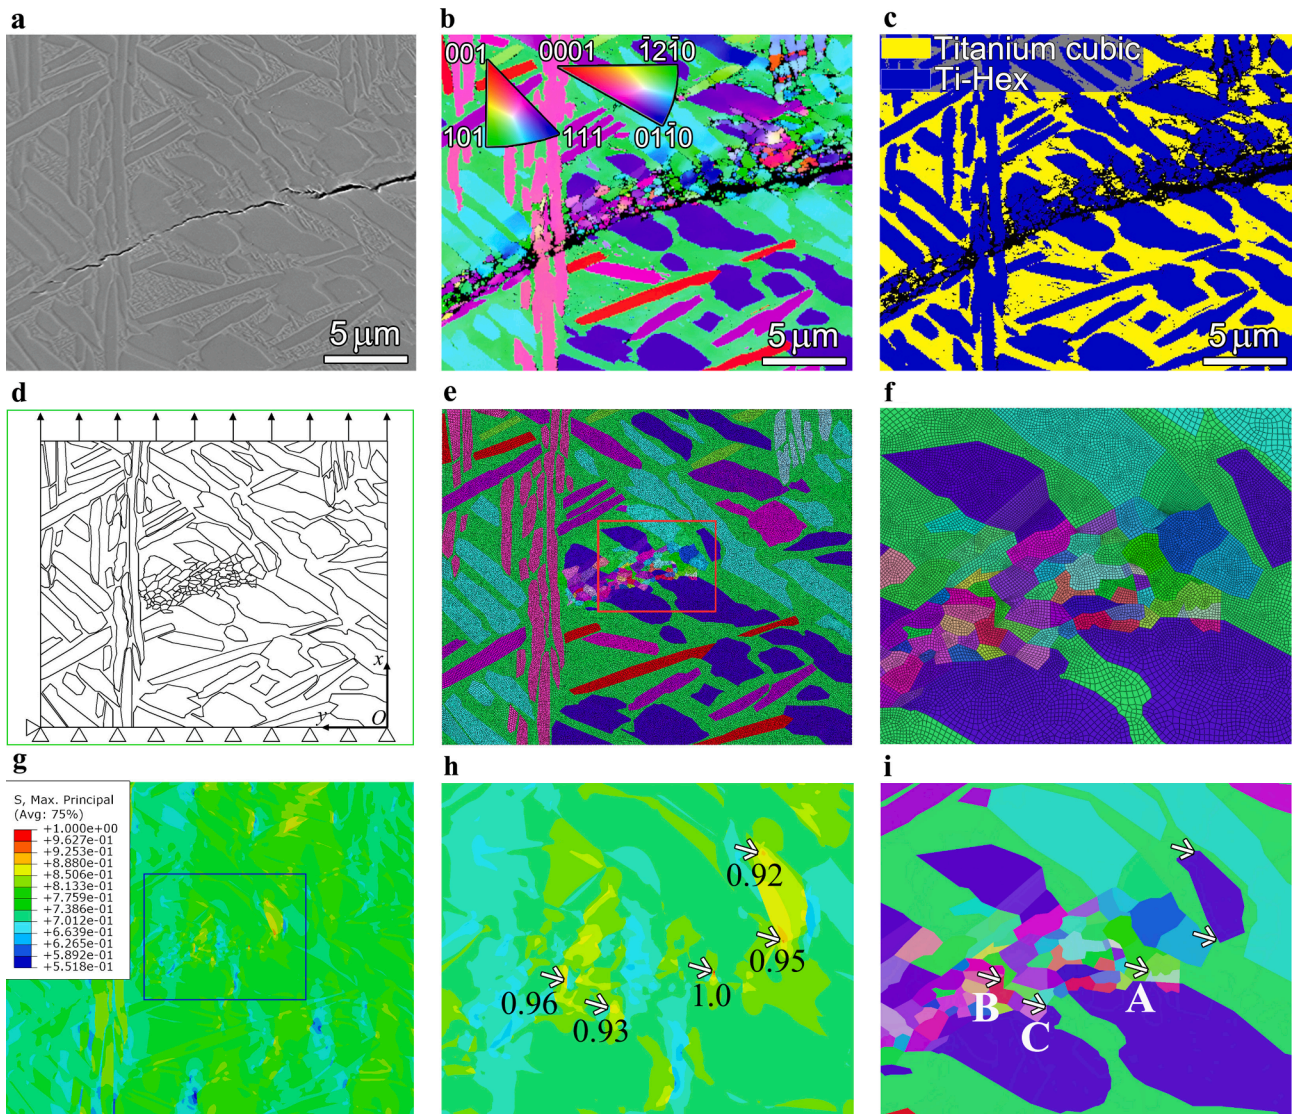 a
b
c
5 μm
001
101
111
0001
1̄21̄0
011̄0
5 μm
Titanium cubic
Ti-Hex
5 μm
d
e
f
x
y
O
g
h
i
S, Max. Principal
(Avg: 75%)
+1.000e+00
+9.627e-01
+9.253e-01
+8.880e-01
+8.506e-01
+8.133e-01
+7.759e-01
+7.386e-01
+7.012e-01
+6.639e-01
+6.265e-01
+5.892e-01
+5.518e-01
0.92
0.95
0.96
1.0
0.93
A
B
C